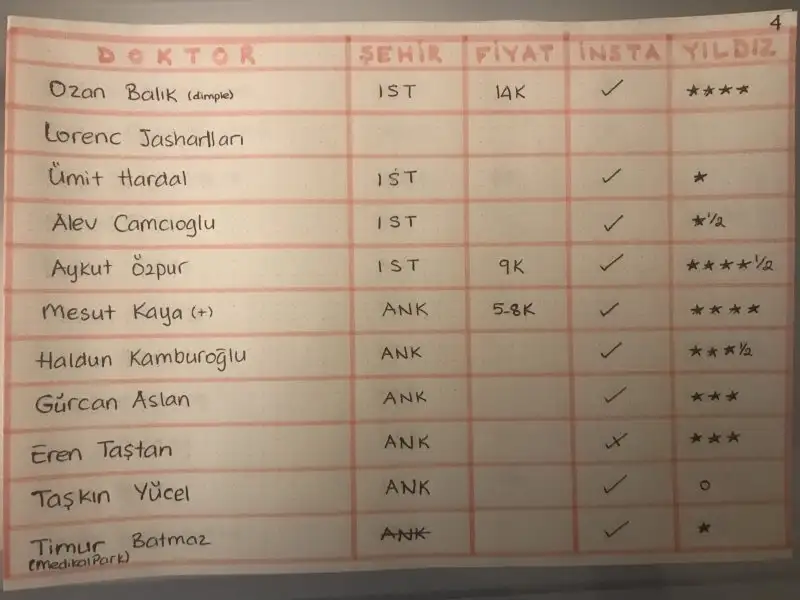 4
DOKTOR ŞEHİR FİYAT İNSTA YILDIZ
Ozan Balık (dimple) IST 14K ✓ ★★★★
Lorenc Jasharlları
Ümit Hardal İST ✓ ★
Alev Camcıoglu IST ✓ ★1/2
Aykut Özpur IST 9K ✓ ★★★★1/2
Mesut Kaya (+) ANK 5-8K ✓ ★★★★
Haldun Kamburoğlu ANK ✓ ★★★1/2
Gürcan Aslan ANK ✓ ★★★
Eren Taştan ANK ✗ ★★★
Taşkın Yücel ANK ✓ o
Timur Batmaz ANK ✓ ★
(MedikalPark)